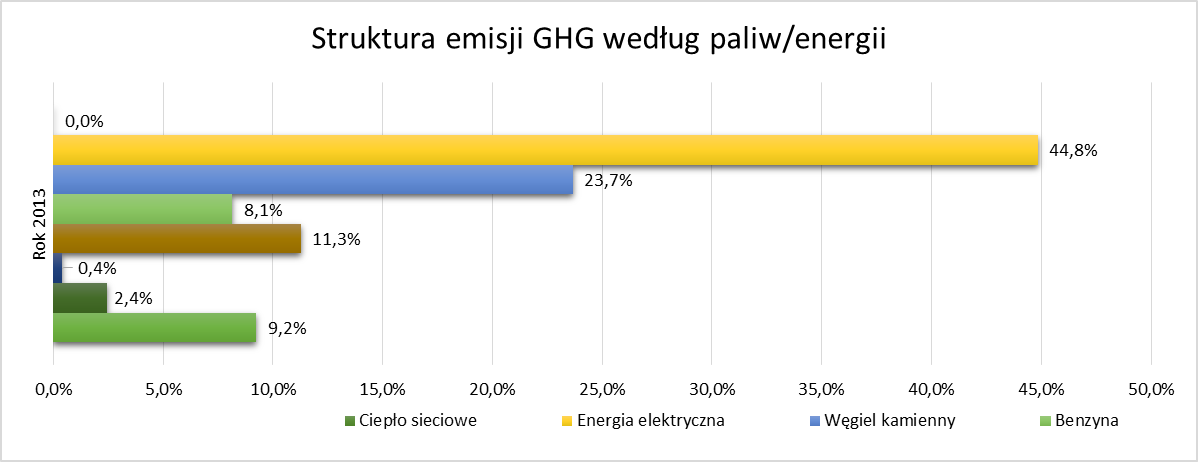 Struktura emisji GHG według paliw/energii
0,0%
44,8%
23,7%
8,1%
11,3%
0,4%
2,4%
9,2%
Rok 2013
0,0% 5,0% 10,0% 15,0% 20,0% 25,0% 30,0% 35,0% 40,0% 45,0% 50,0%
Ciepło sieciowe Energia elektryczna Węgiel kamienny Benzyna